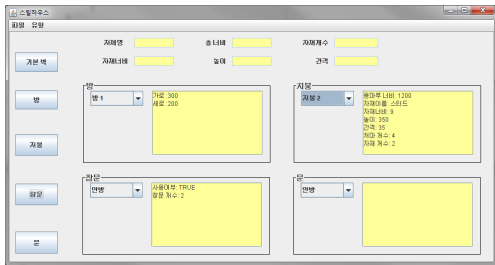 스틸하우스
파일 유형
자재명 총 너비 자재개수
자재너비 높이 간격
기본 벽
방
지붕
창문
문
방
방 1
가로: 300
세로: 200
지붕
지붕 2
용마루 너비: 1200
자재이름: 스터드
자재너비: 9
높이: 350
간격: 35
처마 개수: 4
자재 개수: 2
창문
안방
사용여부: TRUE
창문 개수: 2
문
안방